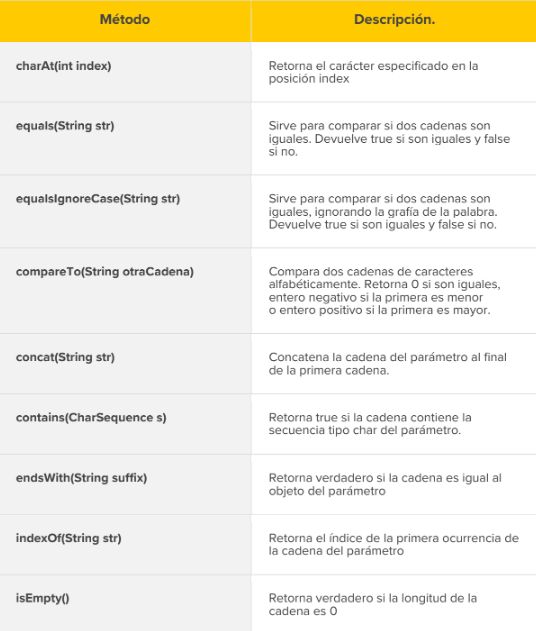 Método
Descripción.
charAt(int index)
Retorna el carácter especificado en la
posición index
equals(String str)
Sirve para comparar si dos cadenas son
iguales. Devuelve true si son iguales y false
si no.
equalsIgnoreCase(String str)
Sirve para comparar si dos cadenas son
iguales, ignorando la grafía de la palabra.
Devuelve true si son iguales y false si no.
compareTo(String otraCadena)
Compara dos cadenas de caracteres
alfabéticamente. Retorna 0 si son iguales,
entero negativo si la primera es menor
o entero positivo si la primera es mayor.
concat(String str)
Concatena la cadena del parámetro al final
de la primera cadena.
contains(CharSequence s)
Retorna true si la cadena contiene la
secuencia tipo char del parámetro.
endsWith(String suffix)
Retorna verdadero si la cadena es igual al
objeto del parámetro
indexOf(String str)
Retorna el índice de la primera ocurrencia de
la cadena del parámetro
isEmpty()
Retorna verdadero si la longitud de la
cadena es 0